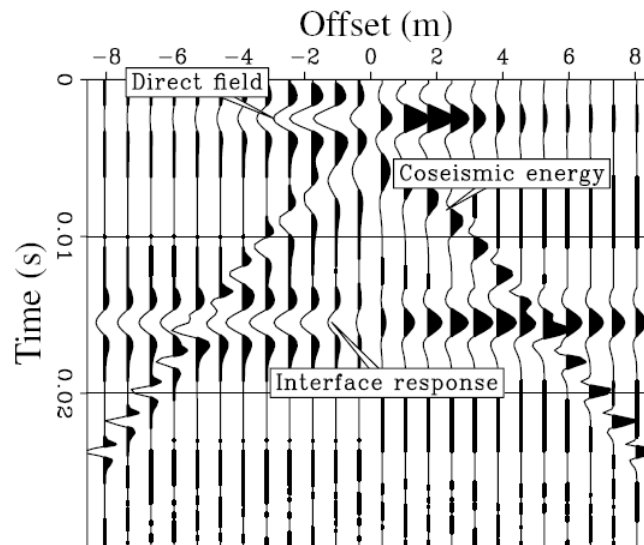 Offset (m)
-8 -6 -4 -2 0 2 4 6 8
0
Direct field
Coseismic energy
0.01
Time (s)
Interface response
0.02